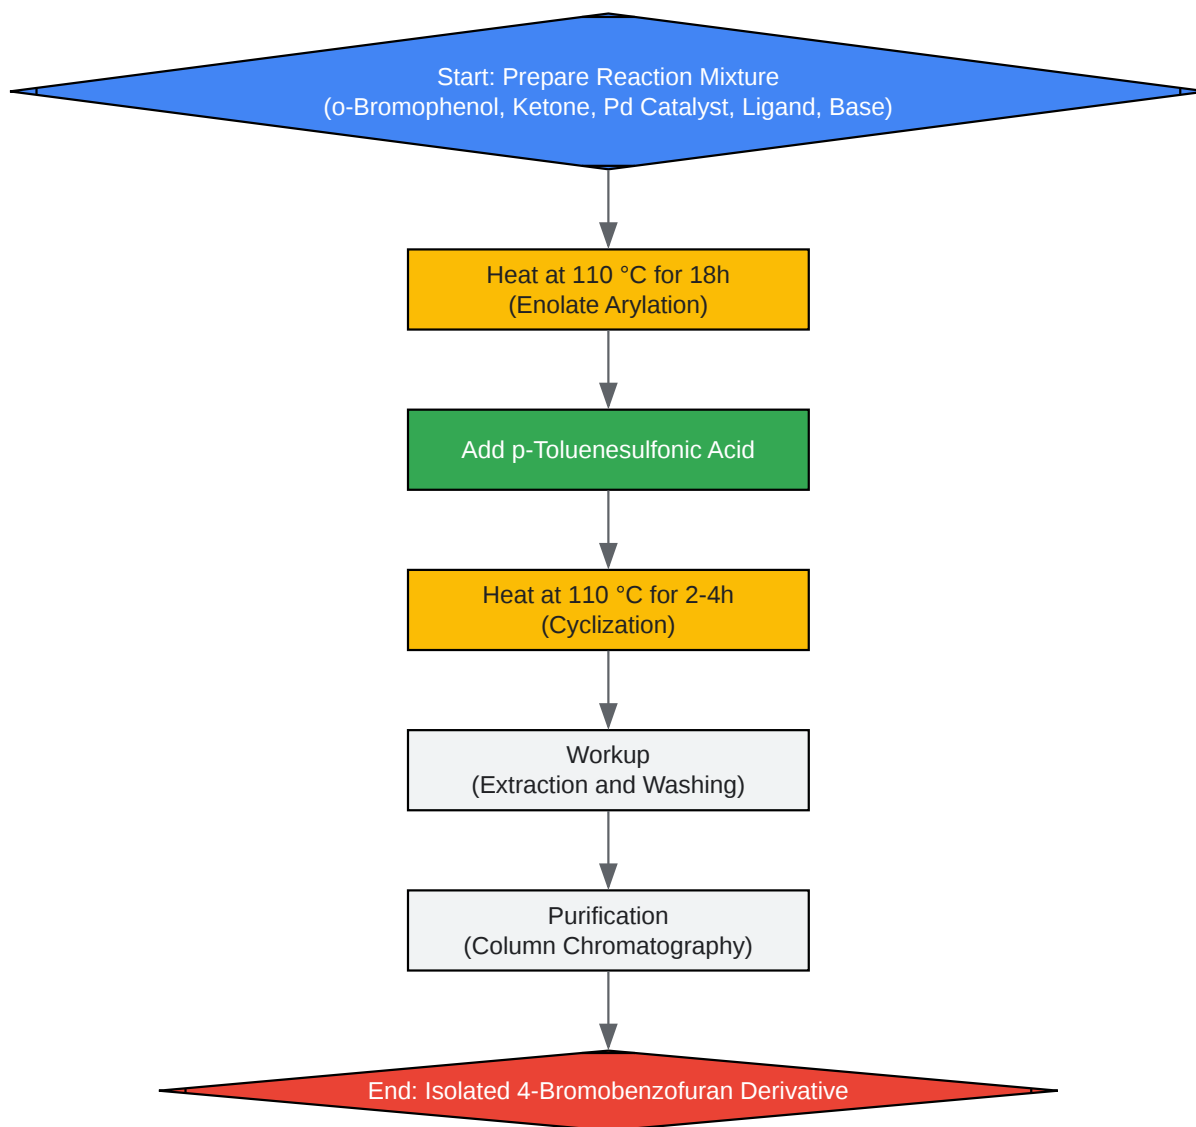 Start: Prepare Reaction Mixture
(o-Bromophenol, Ketone, Pd Catalyst, Ligand, Base)
Heat at 110 °C for 18h
(Enolate Arylation)
Add p-Toluenesulfonic Acid
Heat at 110 °C for 2-4h
(Cyclization)
Workup
(Extraction and Washing)
Purification
(Column Chromatography)
End: Isolated 4-Bromobenzofuran Derivative